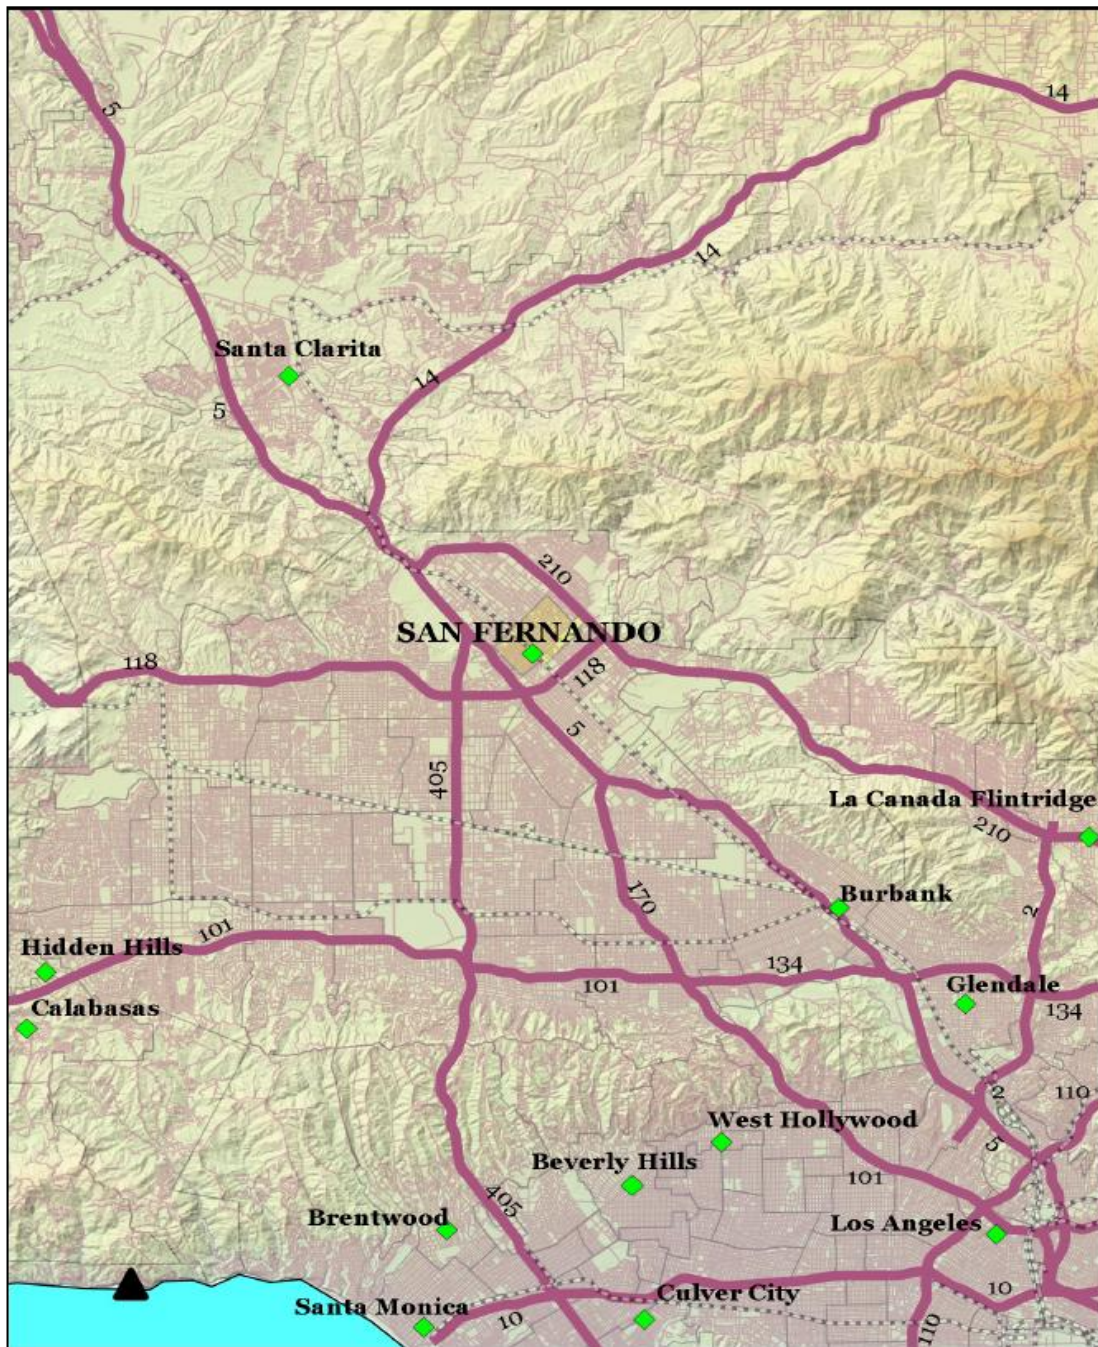 14
5
14
Santa Clarita
14
5
210
SAN FERNANDO
118
118
5
405
La Canada Flintridge
210
170
Burbank
2
101
Hidden Hills
134
101
Glendale
Calabasas
134
2
110
West Hollywood
5
Beverly Hills
101
405
Brentwood
Los Angeles
Culver City
10
Santa Monica
10
110